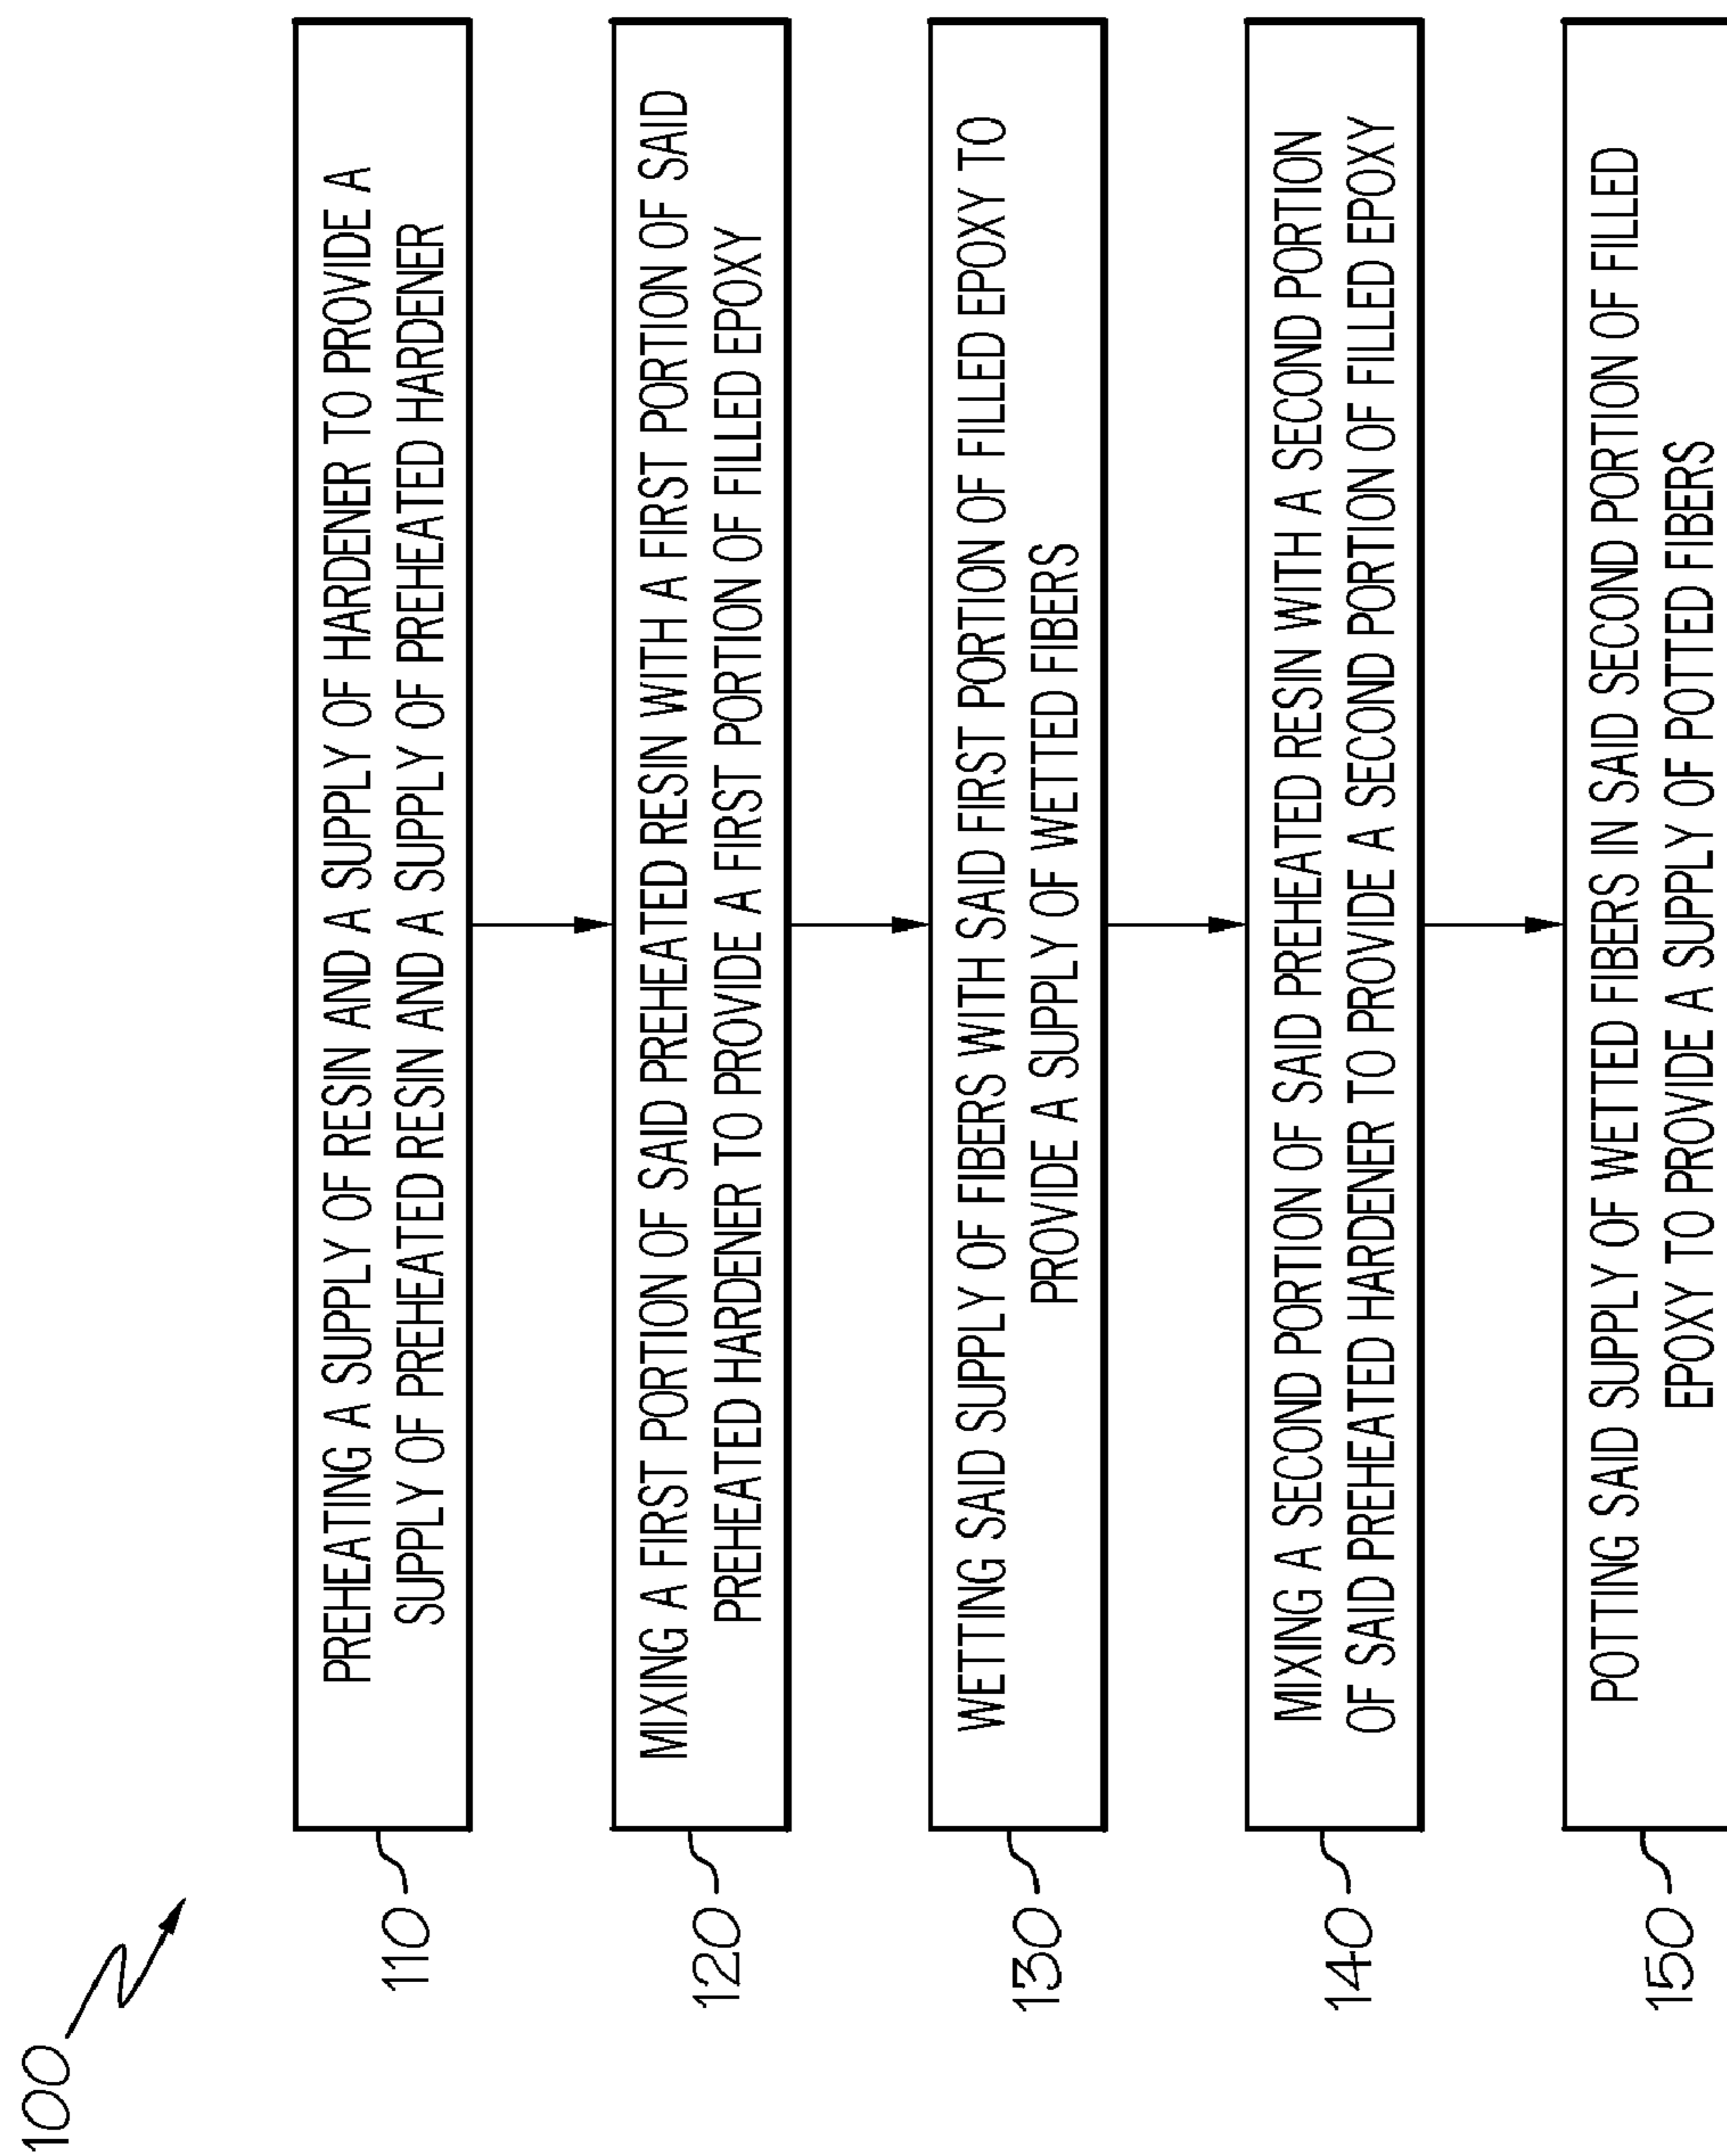 100
110
PREHEATING A SUPPLY OF RESIN AND A SUPPLY OF HARDENER TO PROVIDE A
SUPPLY OF PREHEATED RESIN AND A SUPPLY OF PREHEATED HARDENER
120
MIXING A FIRST PORTION OF SAID PREHEATED RESIN WITH A FIRST PORTION OF SAID
PREHEATED HARDENER TO PROVIDE A FIRST PORTION OF FILLED EPOXY
130
WETTING SAID SUPPLY OF FIBERS WITH SAID FIRST PORTION OF FILLED EPOXY TO
PROVIDE A SUPPLY OF WETTED FIBERS
140
MIXING A SECOND PORTION OF SAID PREHEATED RESIN WITH A SECOND PORTION
OF SAID PREHEATED HARDENER TO PROVIDE A SECOND PORTION OF FILLED EPOXY
150
POTTING SAID SUPPLY OF WETTED FIBERS IN SAID SECOND PORTION OF FILLED
EPOXY TO PROVIDE A SUPPLY OF POTTED FIBERS